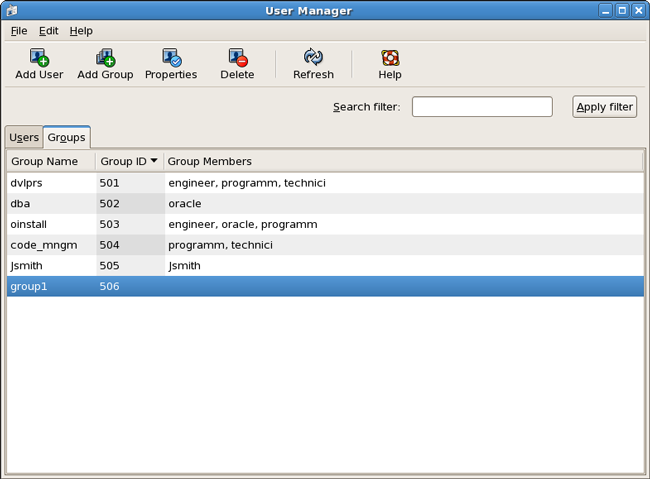 User Manager
File Edit Help
Add User Add Group Properties Delete Refresh Help
Search filter: Apply filter
Users Groups
Group Name Group ID Group Members
dvlprs 501 engineer, programm, technici
dba 502 oracle
oinstall 503 engineer, oracle, programm
code_mngm 504 programm, technici
Jsmith 505 Jsmith
group1 506